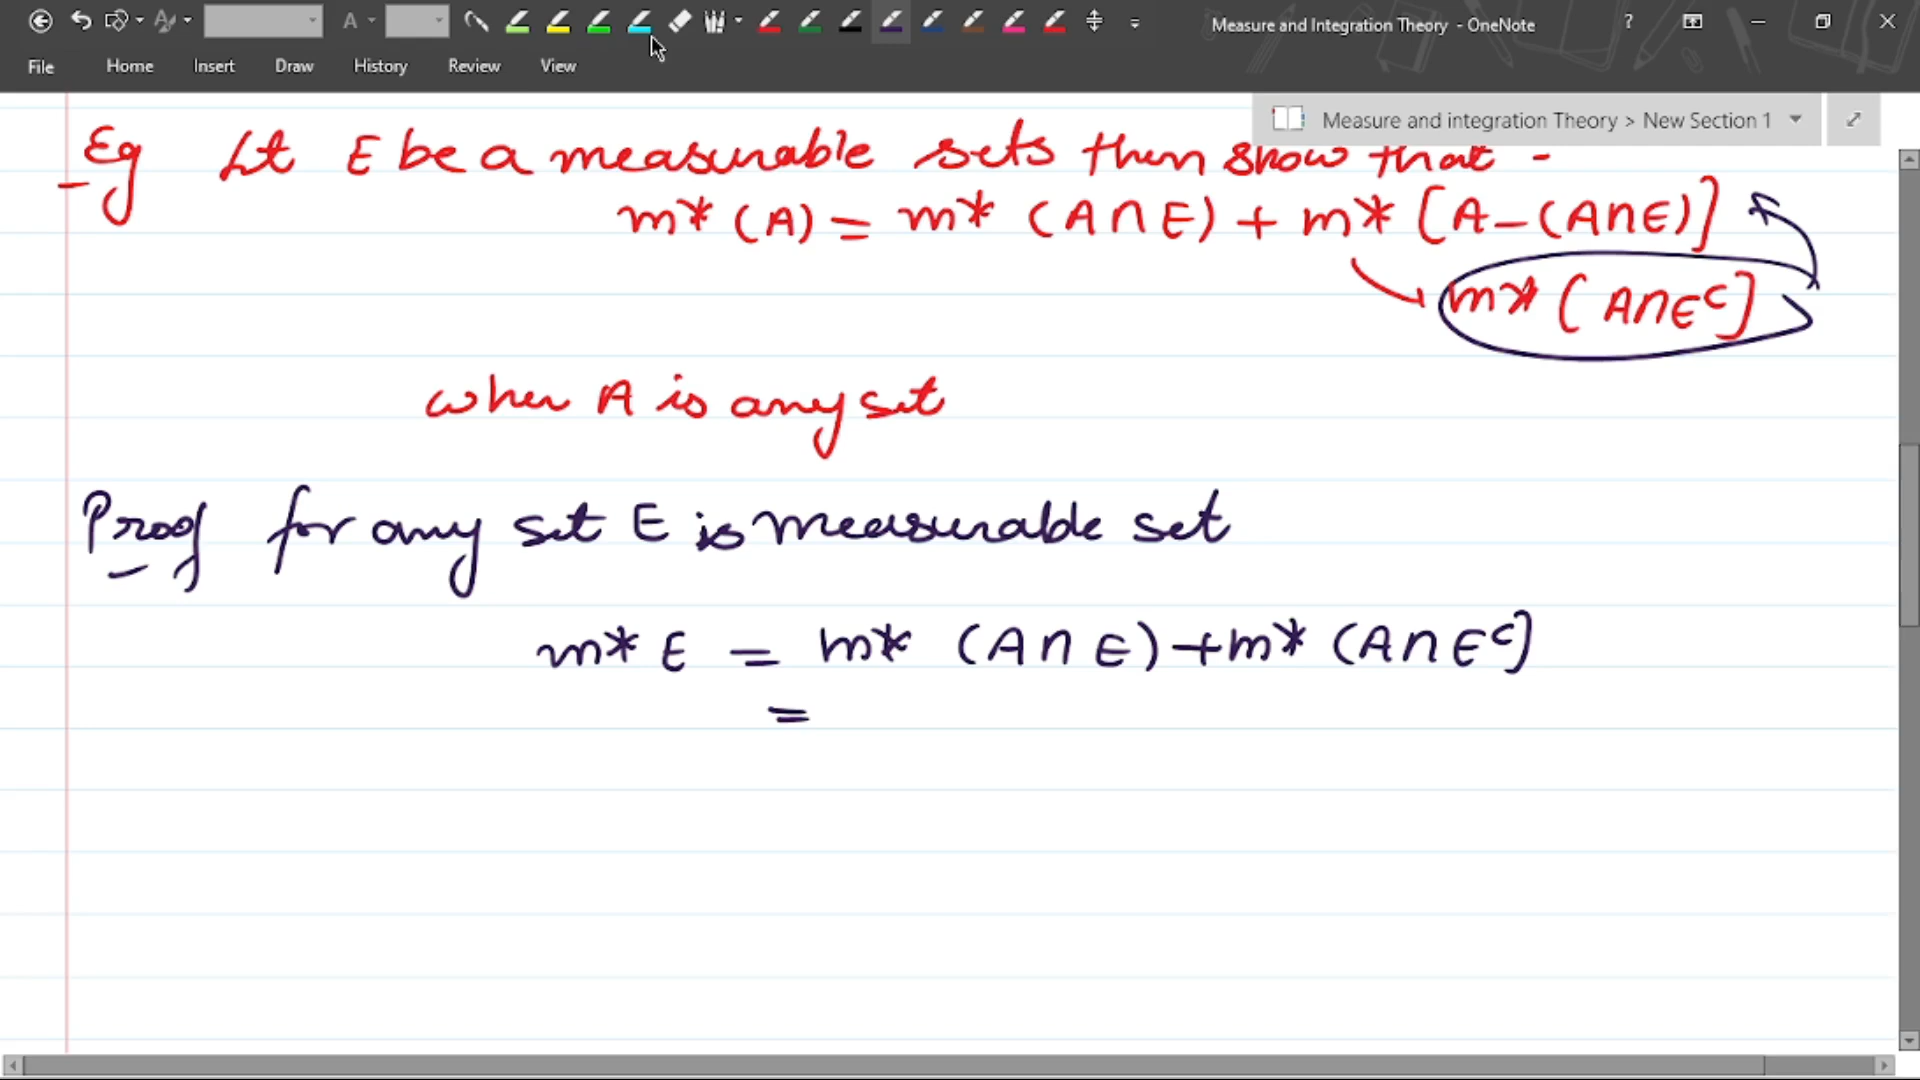 Measure and Integration Theory - OneNote
?
File Home Insert Draw History Review View
Measure and integration Theory > New Section 1
Eg Lt E be a measurable sets then show that -
m* (A) = m* (A∩E) + m* [A-(A∩E)]
m* [A∩E^c]
when A is any set
Proof for any set E is measurable set
m* E = m* (A∩E) + m* (A∩E^c]
=